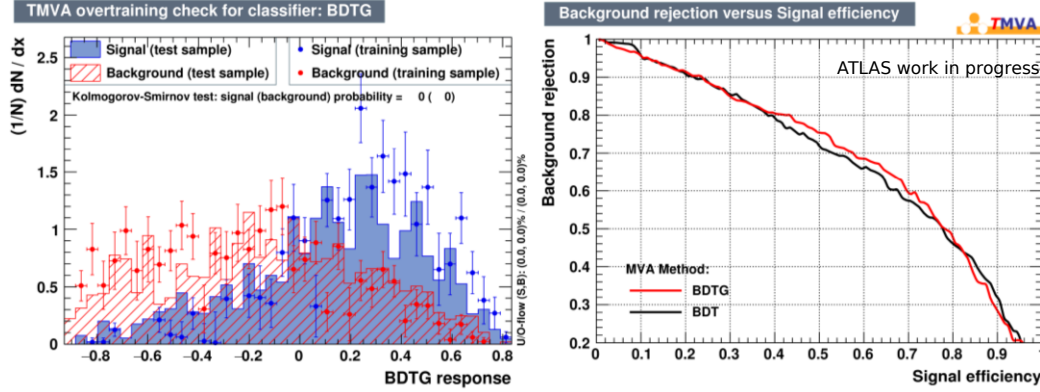 TMVA overtraining check for classifier: BDTG
(1/N) dN / dx
2.5
2
1.5
1
0.5
0
Signal (test sample)
Background (test sample)
Signal (training sample)
Background (training sample)
Kolmogorov-Smirnov test: signal (background) probability = 0 ( 0)
U/O-flow (S,B): (0.0, 0.0)% / (0.0, 0.0)%
−0.8 −0.6 −0.4 −0.2 0 0.2 0.4 0.6 0.8
BDTG response
Background rejection versus Signal efficiency
TMVA
ATLAS work in progress
Background rejection
1
0.9
0.8
0.7
0.6
0.5
0.4
0.3
0.2
MVA Method:
BDTG
BDT
0 0.1 0.2 0.3 0.4 0.5 0.6 0.7 0.8 0.9 1
Signal efficiency